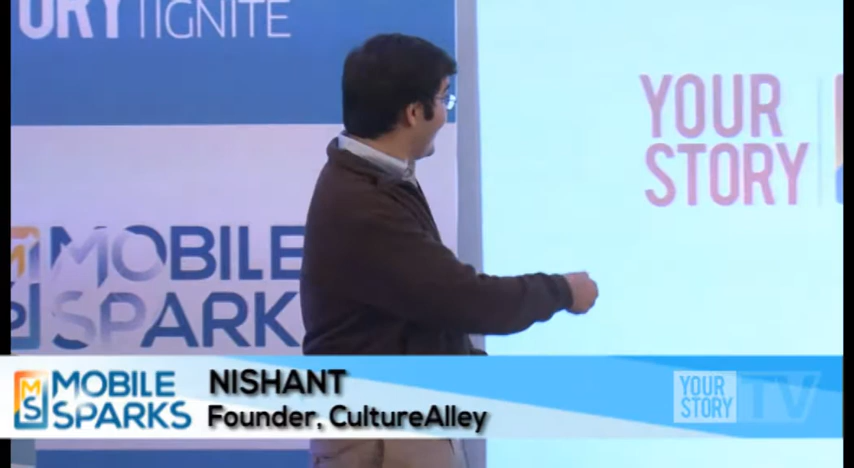 ORY | IGNITE
YOUR
STORY
MOBILE
SPARKS
M
S
MOBILE
SPARKS
NISHANT
Founder, CultureAlley
YOUR
STORY
TV